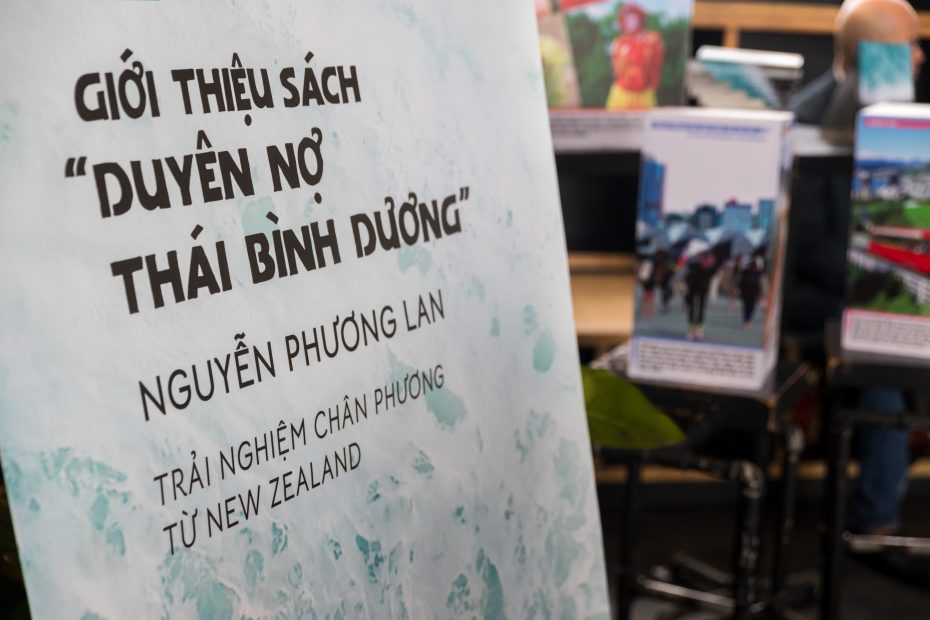 GIỚI THIỆU SÁCH
“DUYÊN NỢ
THÁI BÌNH DƯƠNG”
NGUYỄN PHƯƠNG LAN
TRẢI NGHIỆM CHÂN PHƯƠNG
TỪ NEW ZEALAND